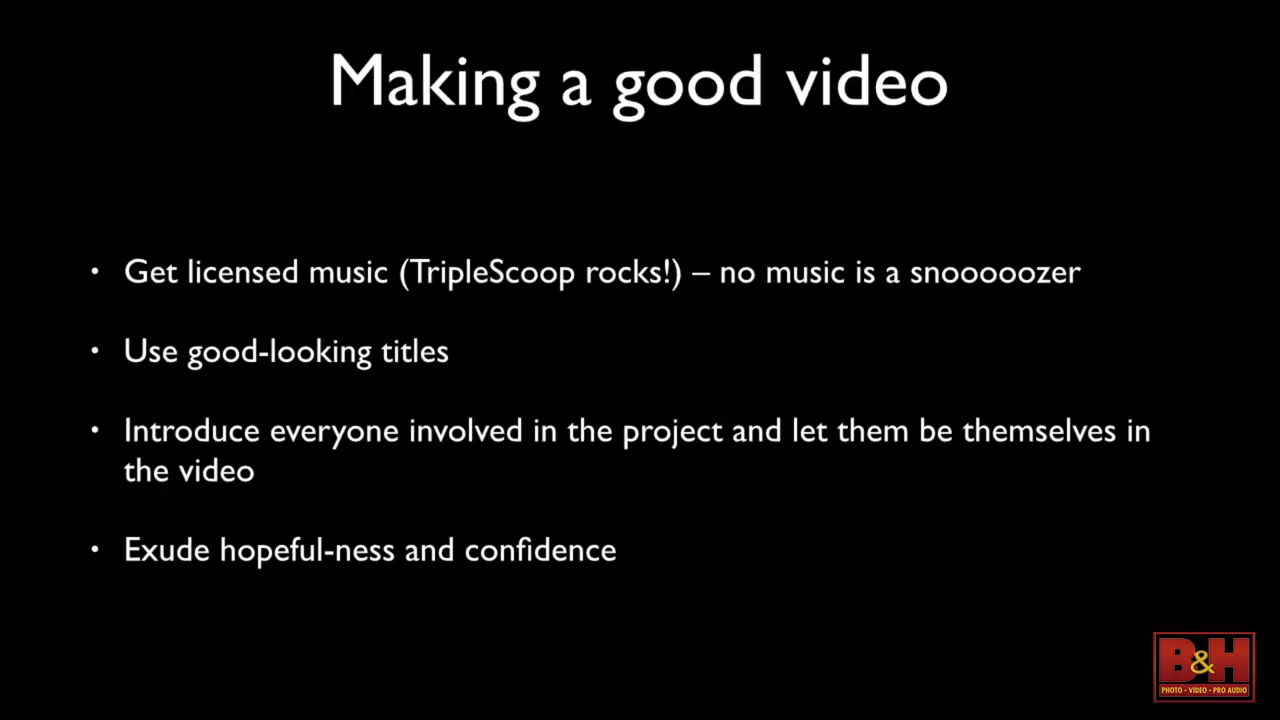 Making a good video
• Get licensed music (TripleScoop rocks!) – no music is a snooooozer
• Use good-looking titles
• Introduce everyone involved in the project and let them be themselves in
the video
• Exude hopeful-ness and confidence
B&H
PHOTO - VIDEO - PRO AUDIO